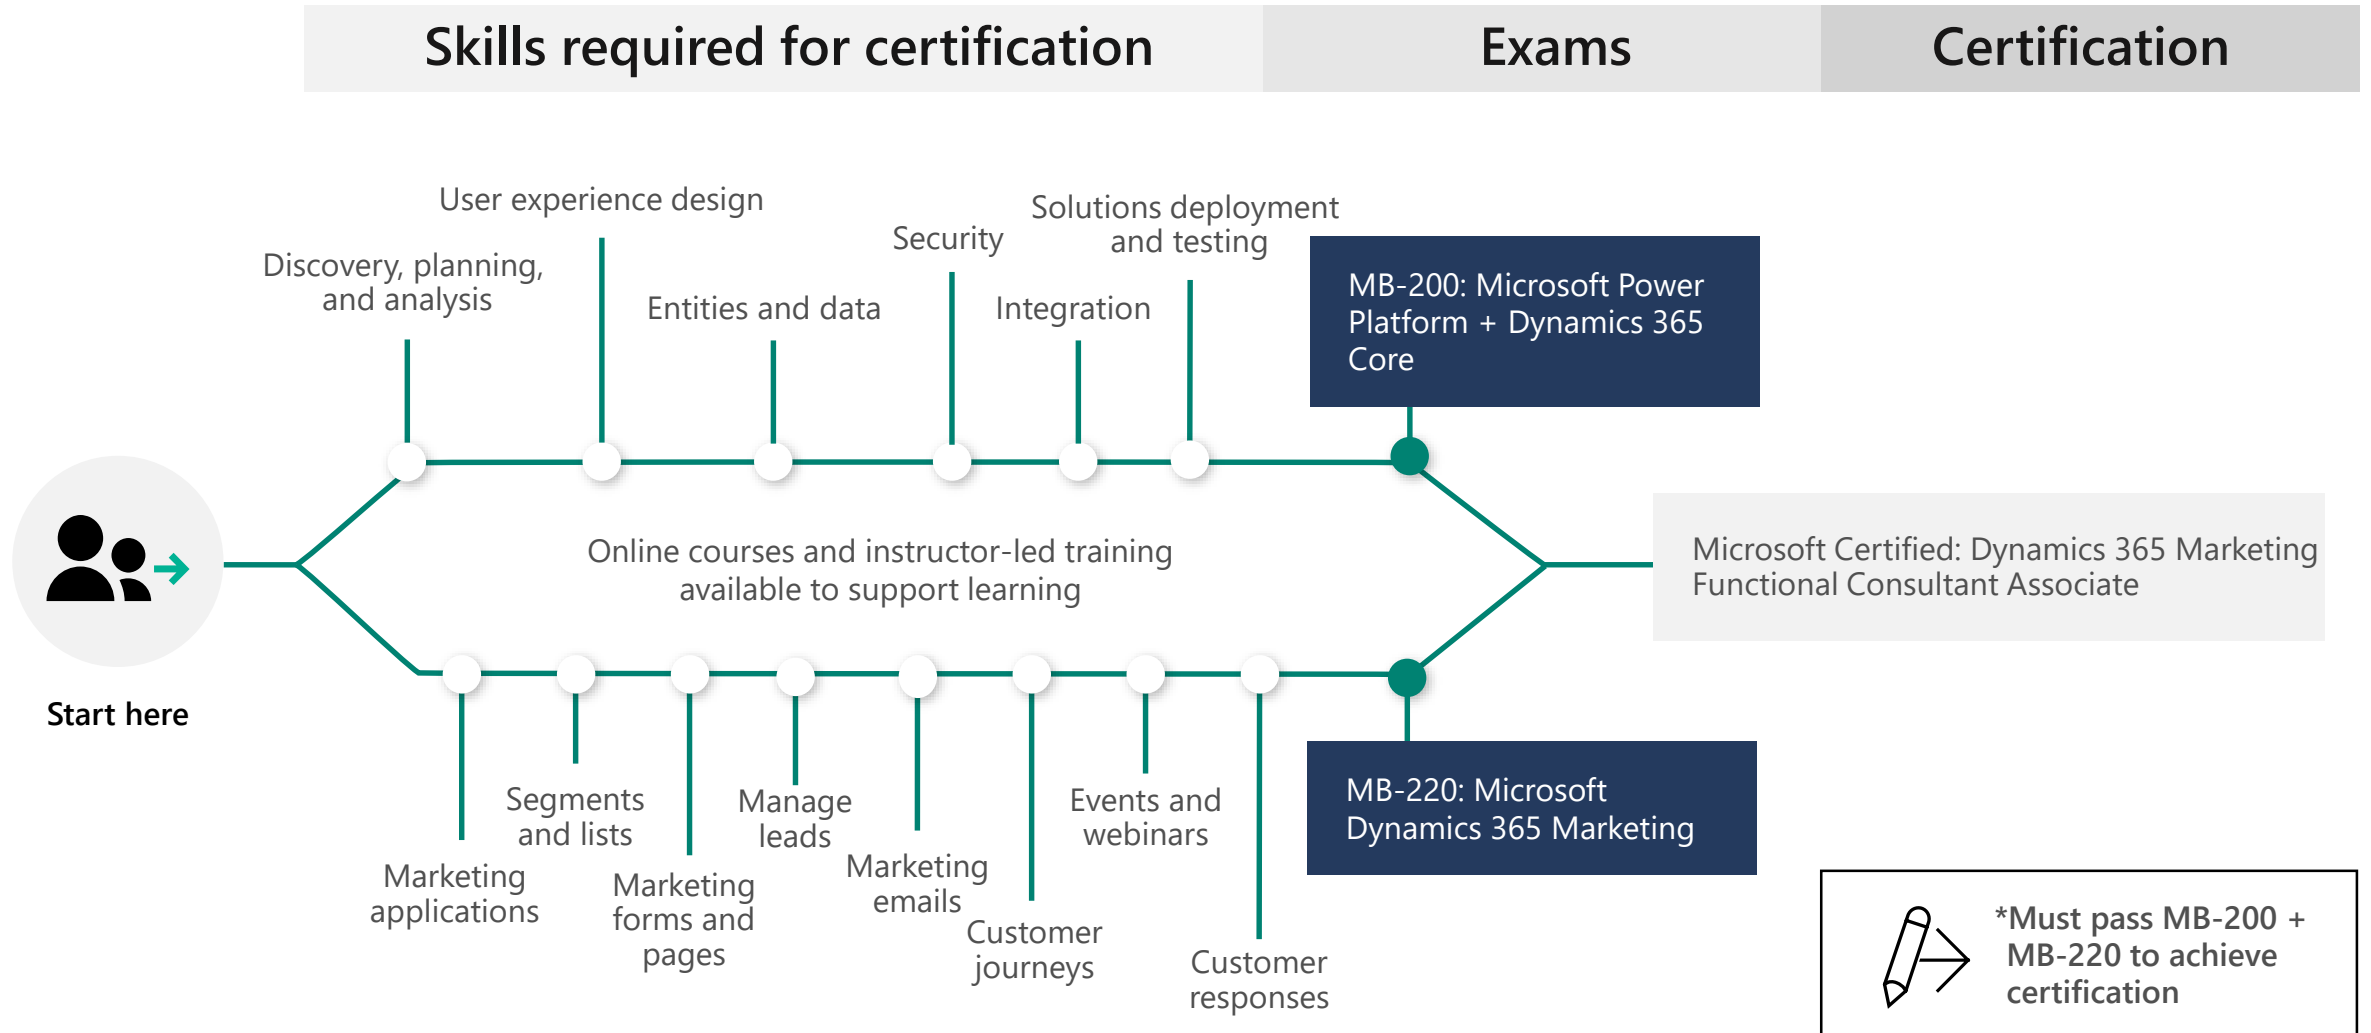 Skills required for certification
Exams
Certification
User experience design
Solutions deployment
and testing
Security
Discovery, planning,
and analysis
Entities and data
Integration
MB-200: Microsoft Power
Platform + Dynamics 365
Core
Online courses and instructor-led training
available to support learning
Microsoft Certified: Dynamics 365 Marketing
Functional Consultant Associate
Start here
Marketing
applications
Segments
and lists
Marketing
forms and
pages
Manage
leads
Marketing
emails
Customer
journeys
Events and
webinars
Customer
responses
MB-220: Microsoft
Dynamics 365 Marketing
*Must pass MB-200 +
MB-220 to achieve
certification